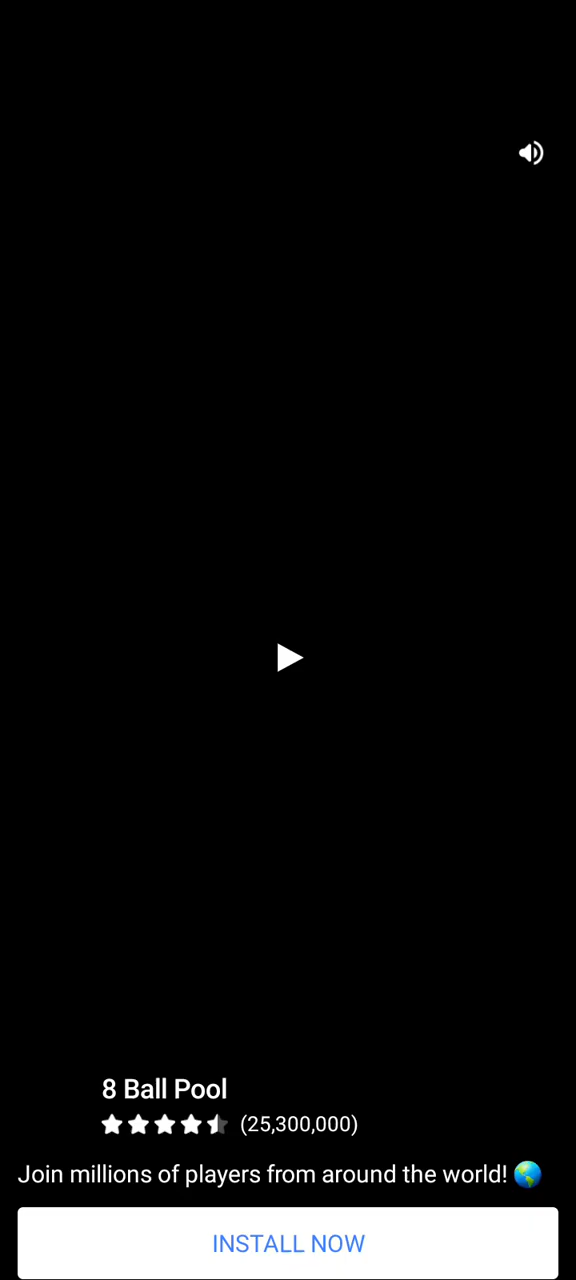 8 Ball Pool
(25,300,000)
Join millions of players from around the world! 🌎
INSTALL NOW